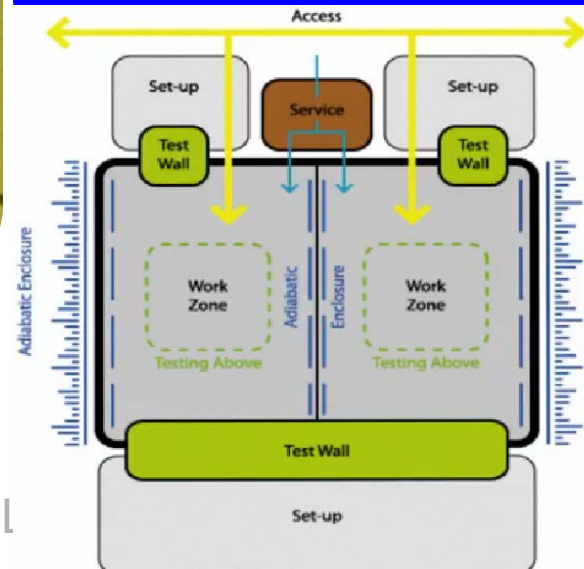 Access
Set-up
Set-up
Service
Test
Wall
Test
Wall
Adiabatic Enclosure
Work
Zone
Adiabatic
Enclosure
Work
Zone
Testing Above
Testing Above
Test Wall
Set-up
L